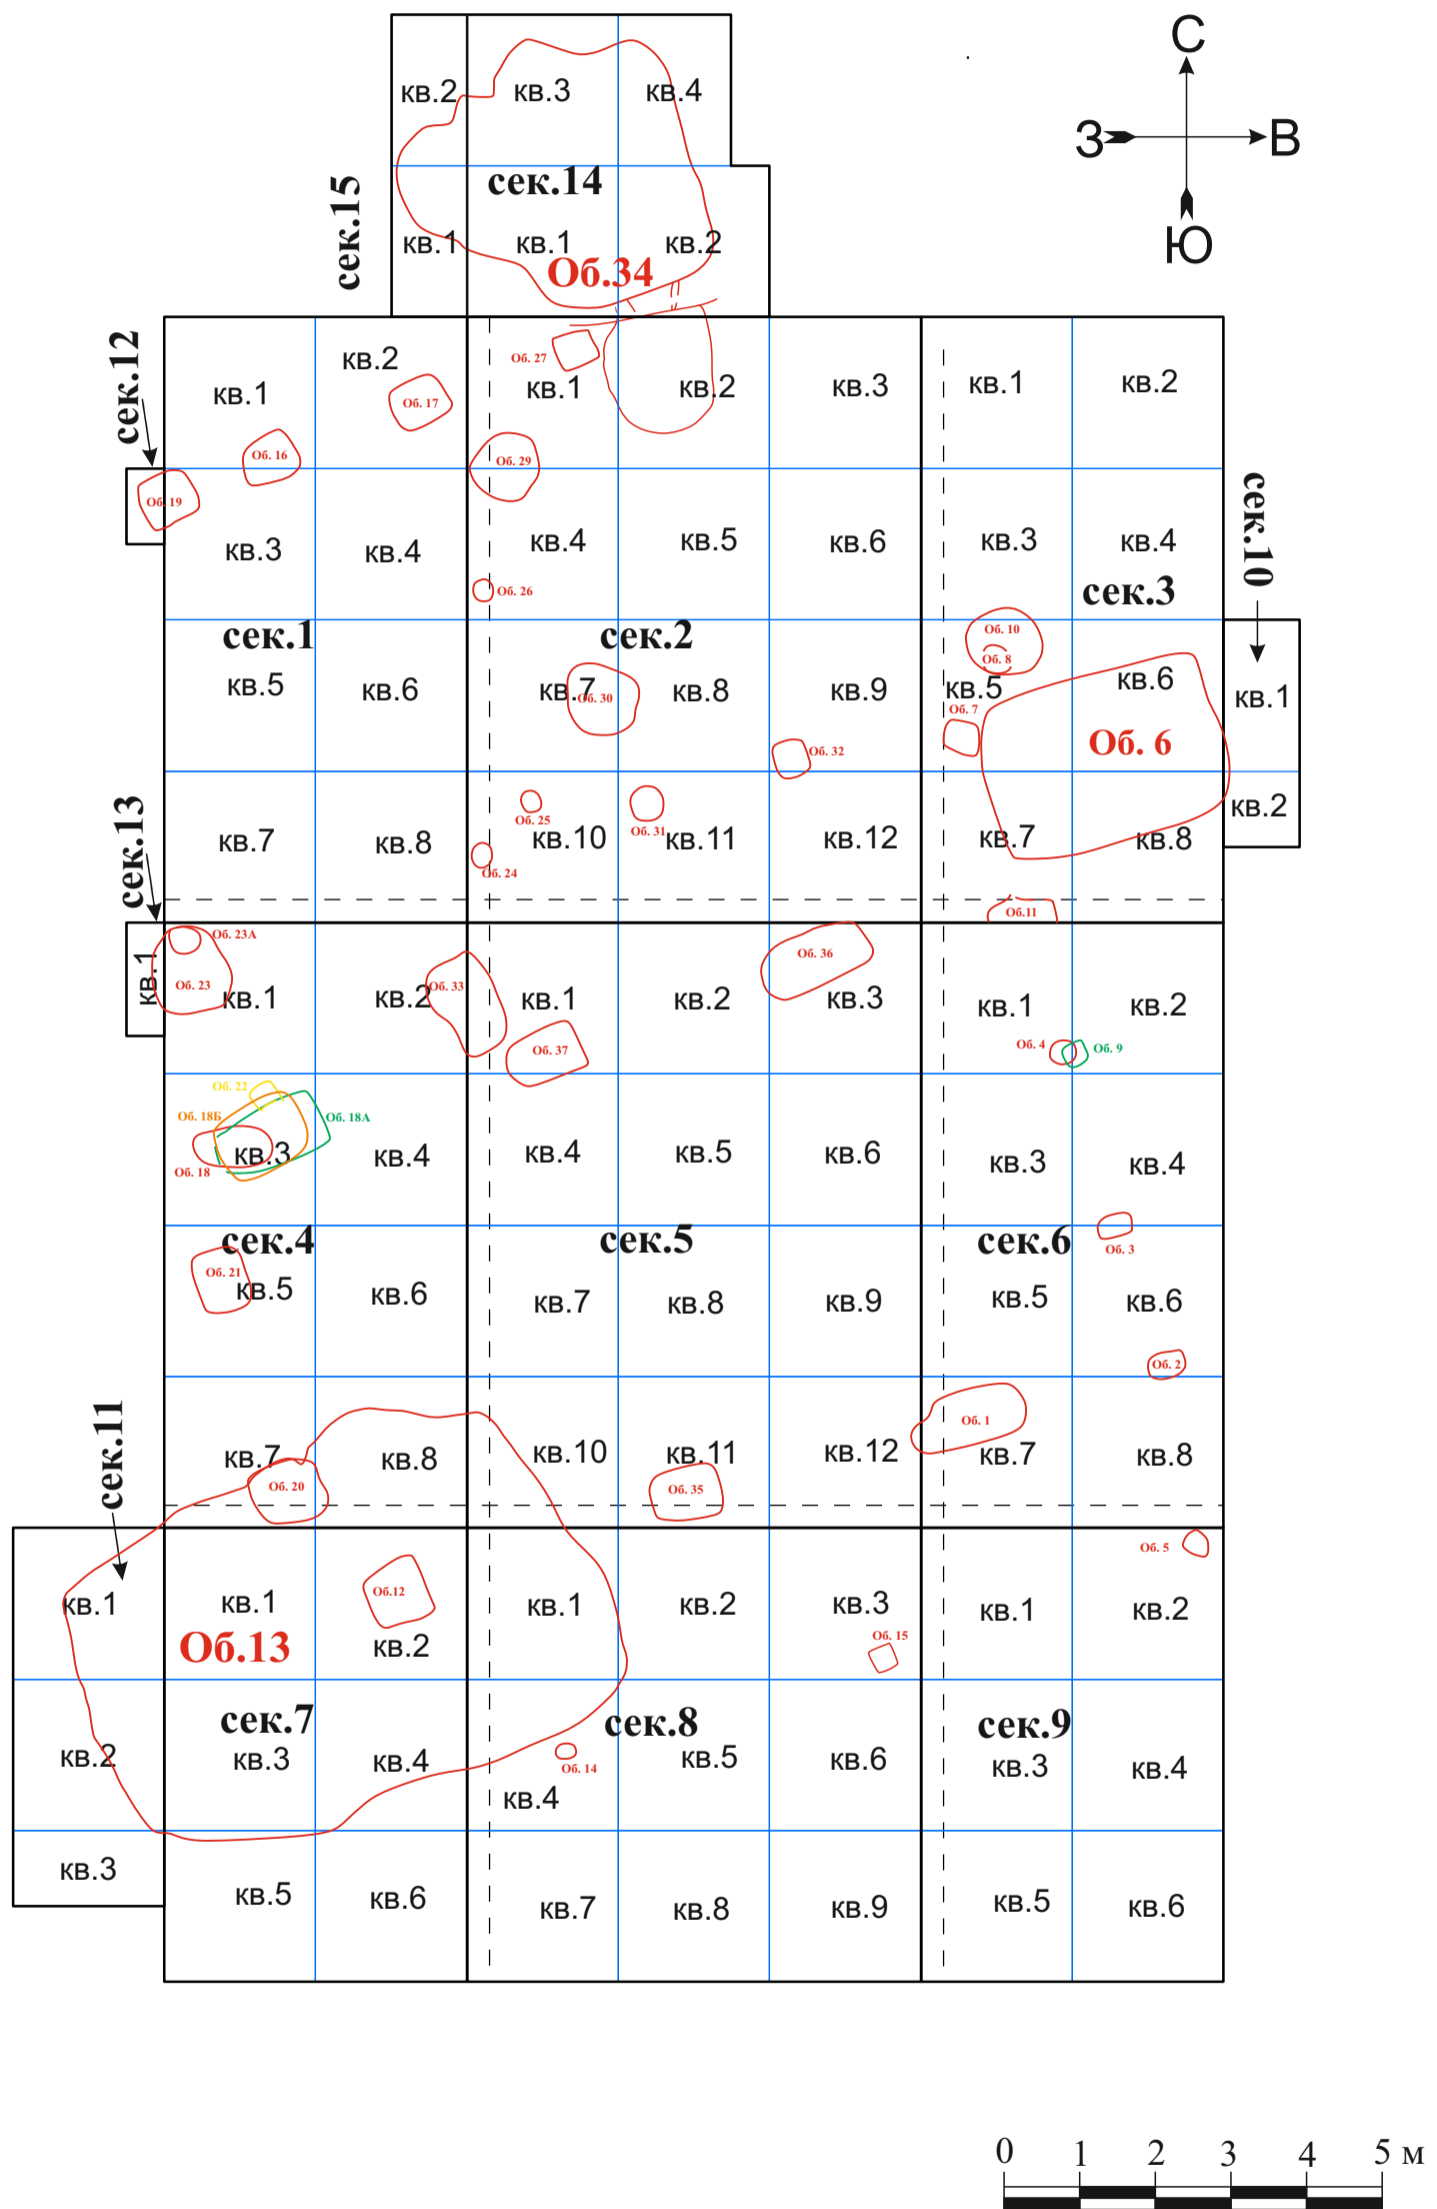 С
З В
Ю
кв.2 кв.3 кв.4
сек.14
сек.15
кв.1 кв.1 кв.2
Об.34
сек.12
кв.1 кв.2 Об. 27 кв.1 кв.2 кв.3 кв.1 кв.2
Об. 17
Об. 16 Об. 29
Об. 19
сек.10
кв.3 кв.4 кв.4 кв.5 кв.6 кв.3 кв.4
Об. 26
сек.3
сек.1 сек.2 Об. 10
Об. 8
кв.5 кв.6 кв.7 Об. 30 кв.8 кв.9 кв.5 кв.6 кв.1
Об. 7
Об. 32 Об. 6
сек.13
кв.2
Об. 25 Об. 31
кв.7 кв.8 кв.10 кв.11 кв.12 кв.7 кв.8
Об. 24
Об.11
Об. 23А
кв.1 Об. 23 кв.1 кв.2 Об. 33 кв.1 кв.2 Об. 36 кв.3 кв.1 кв.2
Об. 37 Об. 4 Об. 9
Об. 22
Об. 18Б Об. 18А
кв.3 кв.4 кв.4 кв.5 кв.6 кв.3 кв.4
Об. 18
сек.4 сек.5 сек.6 Об. 3
Об. 21
кв.5 кв.6 кв.7 кв.8 кв.9 кв.5 кв.6
Об. 2
сек.11
Об. 1
кв.7 кв.8 кв.10 кв.11 кв.12 кв.7 кв.8
Об. 20 Об. 35
Об. 5
Об.12
кв.1 кв.1 кв.2 кв.1 кв.2 кв.3 кв.1 кв.2
Об.13 Об. 15
сек.7 сек.8 сек.9
кв.2 кв.3 кв.4 Об. 14 кв.5 кв.6 кв.3 кв.4
кв.4
кв.3 кв.5 кв.6 кв.7 кв.8 кв.9 кв.5 кв.6
0 1 2 3 4 5 м